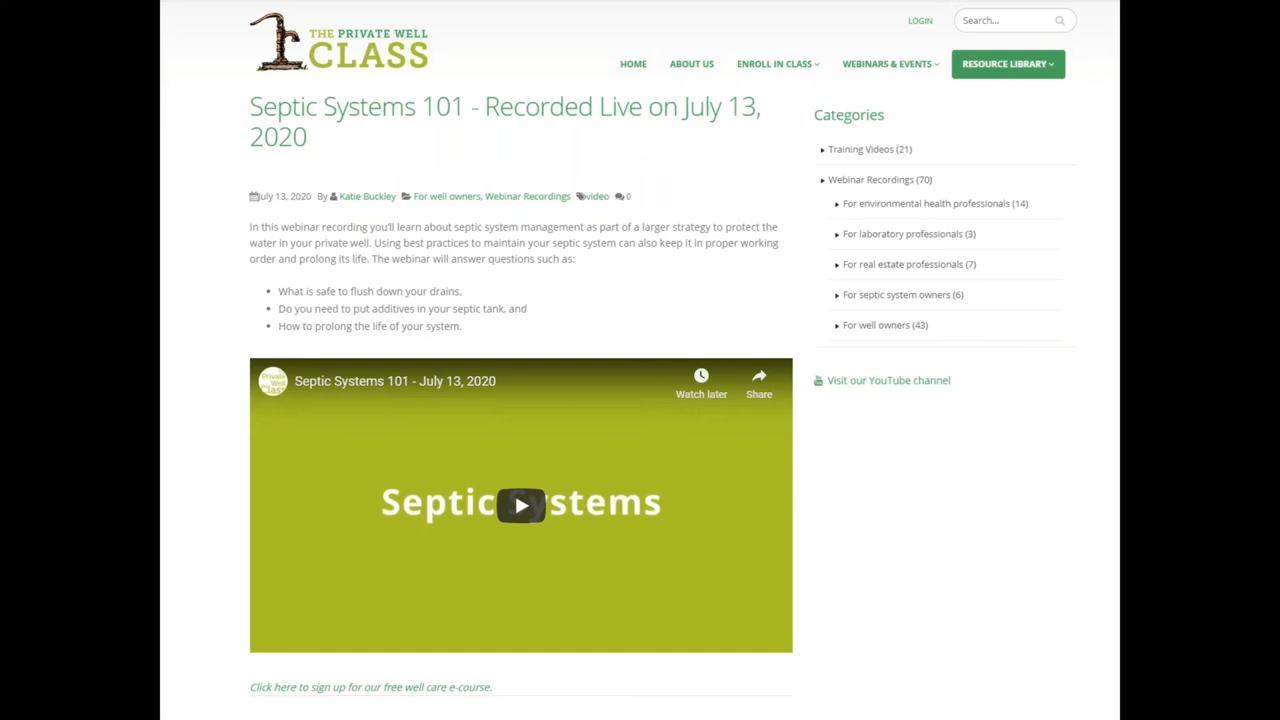 THE PRIVATE WELL
CLASS
LOGIN
Search...
HOME ABOUT US ENROLL IN CLASS WEBINARS & EVENTS RESOURCE LIBRARY
Septic Systems 101 - Recorded Live on July 13,
2020
July 13, 2020 By Katie Buckley For well owners, Webinar Recordings video 0
In this webinar recording you'll learn about septic system management as part of a larger strategy to protect the
water in your private well. Using best practices to maintain your septic system can also keep it in proper working
order and prolong its life. The webinar will answer questions such as:
What is safe to flush down your drains,
Do you need to put additives in your septic tank, and
How to prolong the life of your system.
Private
Well
Class
Septic Systems 101 - July 13, 2020
Watch later
Share
Septic Systems
Click here to sign up for our free well care e-course.
Categories
Training Videos (21)
Webinar Recordings (70)
For environmental health professionals (14)
For laboratory professionals (3)
For real estate professionals (7)
For septic system owners (6)
For well owners (43)
Visit our YouTube channel